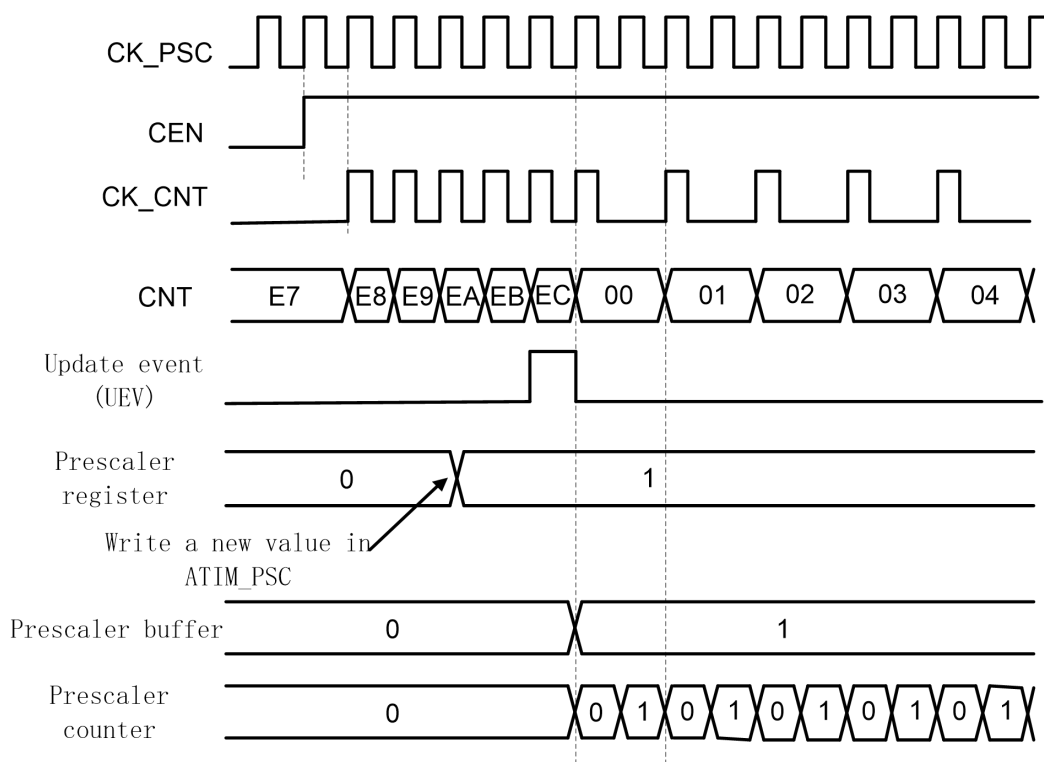 CK_PSC
CEN
CK_CNT
CNT E7 E8 E9 EA EB EC 00 01 02 03 04
Update event
(UEV)
Prescaler
register
0 1
Write a new value in
ATIM_PSC
Prescaler buffer 0 1
Prescaler
counter
0 0 1 0 1 0 1 0 1 0 1